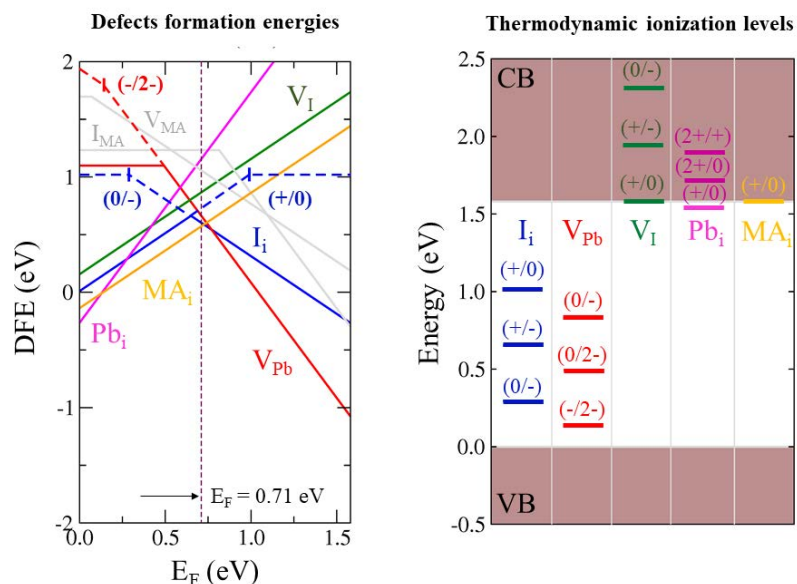 Defects formation energies
2
1
0
-1
-2
DFE (eV)
(-/2-)
V_I
V_MA
I_MA
(0/-)
(+/0)
I_i
MA_i
Pb_i
V_Pb
E_F = 0.71 eV
0.0 0.5 1.0 1.5
E_F (eV)
Thermodynamic ionization levels
2.5
2.0
1.5
1.0
0.5
0.0
-0.5
Energy (eV)
CB
(0/-)
(+/-)
(2+/+)
(2+/0)
(+/0) (+/0) (+/0)
I_i V_Pb V_I Pb_i MA_i
(+/0)
(0/-)
(+/-)
(0/2-)
(0/-)
(-/2-)
VB